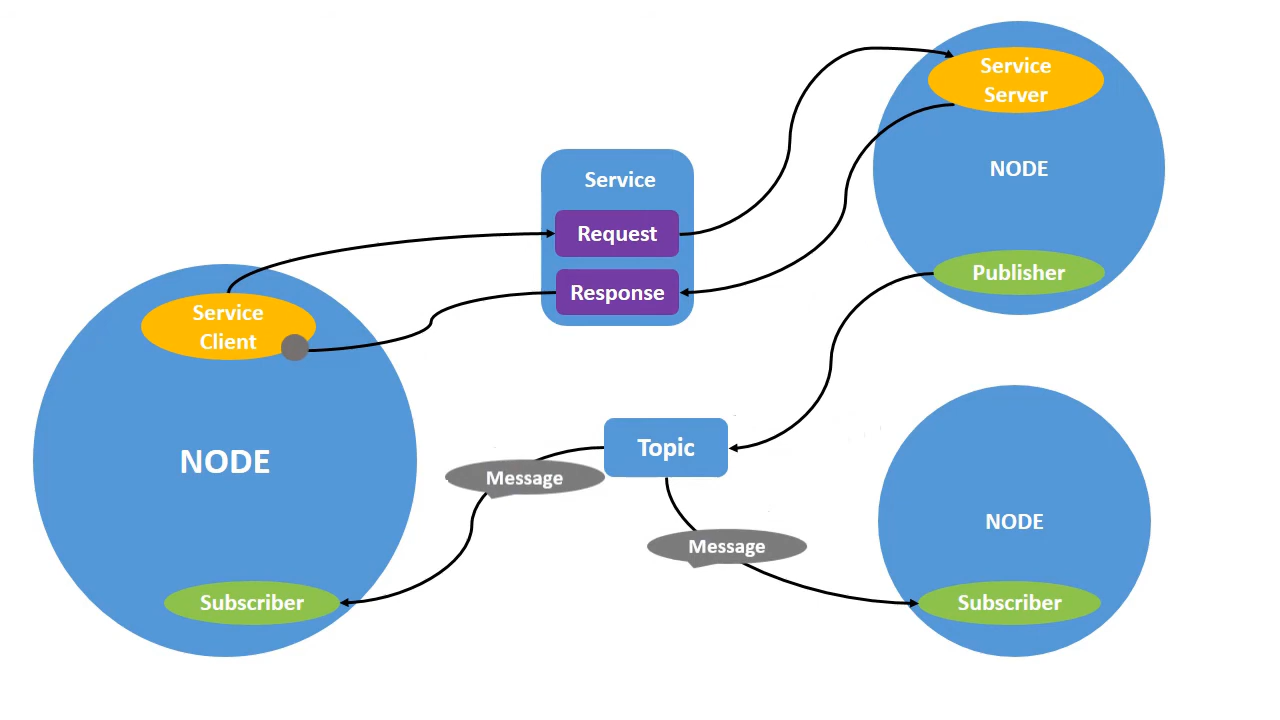 Service
Server
NODE
Publisher
Service
Request
Response
Service
Client
NODE
Subscriber
Topic
Message
Message
NODE
Subscriber